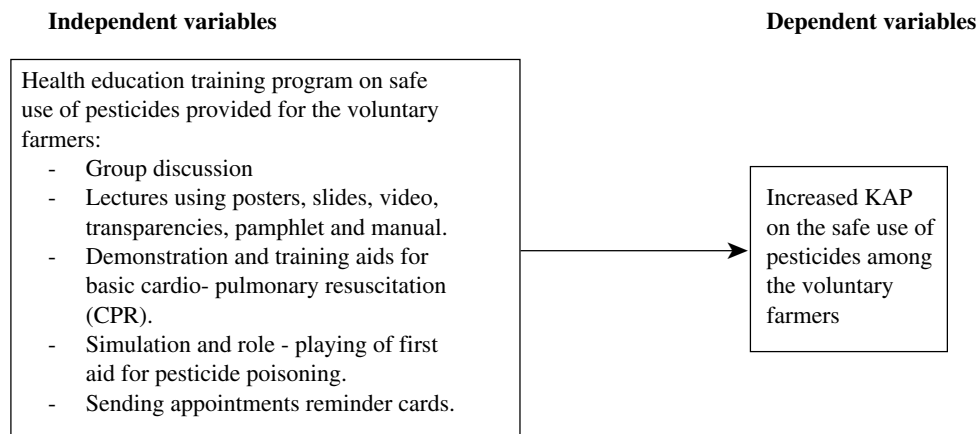 Independent variables
Dependent variables
Health education training program on safe
use of pesticides provided for the voluntary
farmers:
- Group discussion
- Lectures using posters, slides, video,
transparencies, pamphlet and manual.
- Demonstration and training aids for
basic cardio- pulmonary resuscitation
(CPR).
- Simulation and role - playing of first
aid for pesticide poisoning.
- Sending appointments reminder cards.
Increased KAP
on the safe use of
pesticides among
the voluntary
farmers